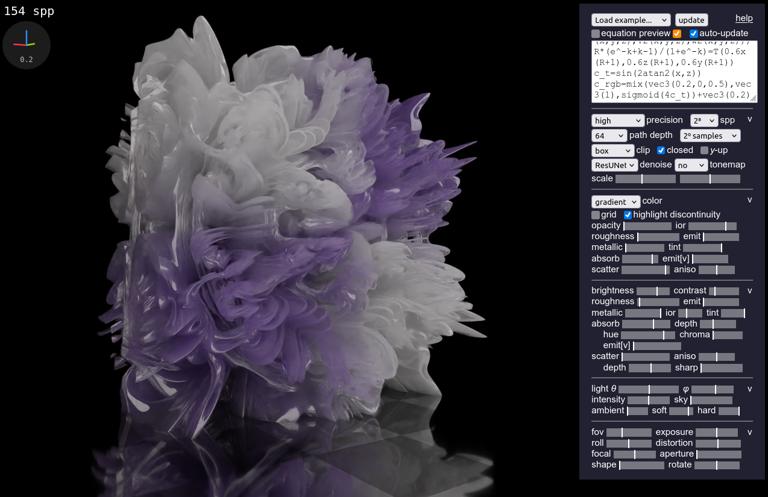 154 spp
0.2
Load example... update help
equation preview auto-update
R*(e^-k+k-1)/(1+e^-k)=T(0.6x
(R+1),0.6z(R+1),0.6y(R+1))
c_t=sin(2atan2(x,z))
c_rgb=mix(vec3(0.2,0,0.5),vec
3(1),sigmoid(4c_t))+vec3(0.2)
high precision spp v
64 path depth samples
box clip closed y-up
ResUNet denoise no tonemap
scale
gradient color v
grid highlight discontinuity
opacity ior
roughness emit
metallic tint
absorb emit[v]
scatter aniso
brightness contrast v
roughness emit
metallic ior tint
absorb depth
hue chroma
emit[v]
scatter aniso
depth sharp
light θ φ v
intensity sky
ambient soft hard
fov exposure v
roll distortion
focal aperture
shape rotate